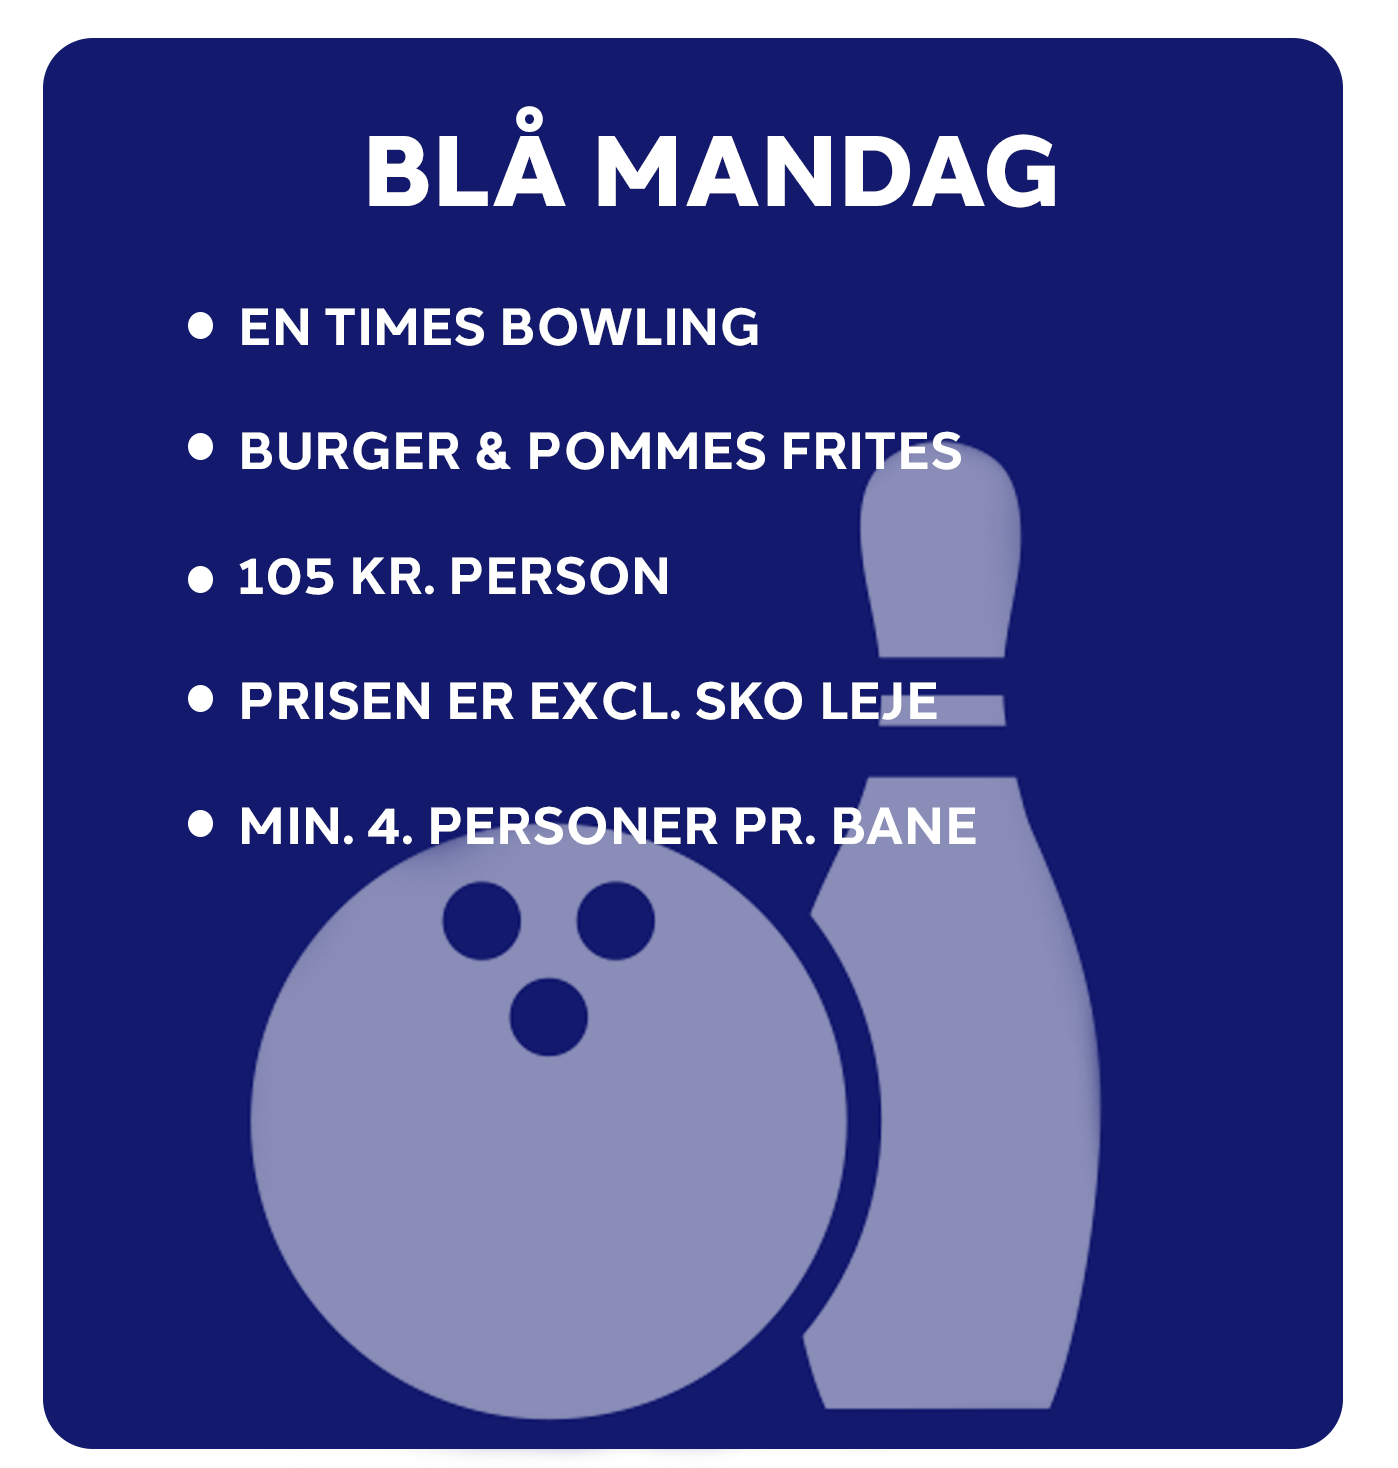 BLÅ MANDAG
• EN TIMES BOWLING
• BURGER & POMMES FRITES
• 105 KR. PERSON
• PRISEN ER EXCL. SKO LEJE
• MIN. 4. PERSONER PR. BANE